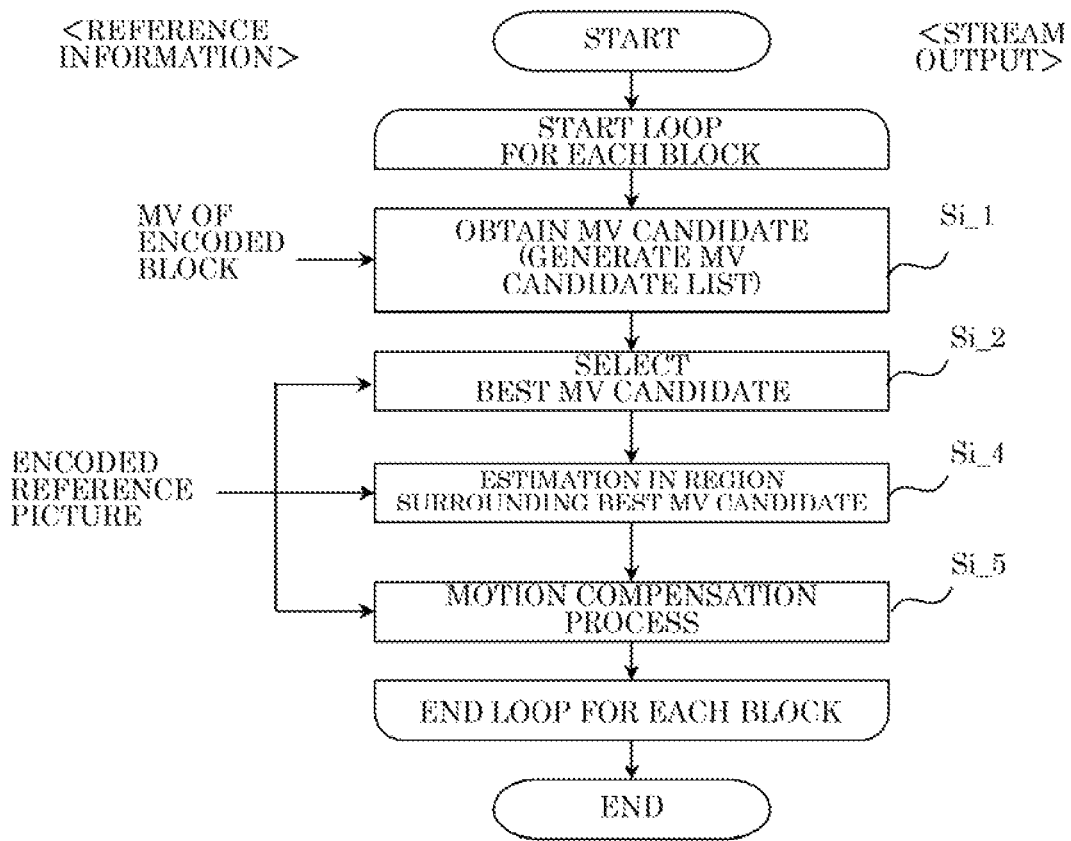 <REFERENCE
INFORMATION>
START
<STREAM
OUTPUT>
START LOOP
FOR EACH BLOCK
MV OF
ENCODED
BLOCK
OBTAIN MV CANDIDATE
(GENERATE MV
CANDIDATE LIST)
Si_1
SELECT
BEST MV CANDIDATE
Si_2
ENCODED
REFERENCE
PICTURE
ESTIMATION IN REGION
SURROUNDING BEST MV CANDIDATE
Si_4
MOTION COMPENSATION
PROCESS
Si_5
END LOOP FOR EACH BLOCK
END